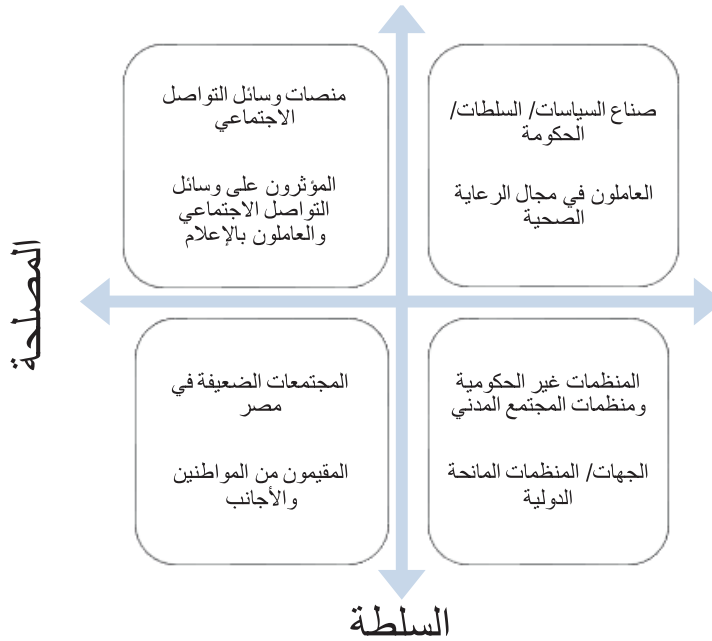 صناع السياسات/ السلطات/
الحكومة
العاملون في مجال الرعاية
الصحية
منصات وسائل التواصل
الاجتماعي
المؤثرون على وسائل
التواصل الاجتماعي
والعاملون بالإعلام
المصلحة
المنظمات غير الحكومية
ومنظمات المجتمع المدني
الجهات/ المنظمات المانحة
الدولية
المجتمعات الضعيفة في
مصر
المقيمون من المواطنين
والأجانب
السلطة